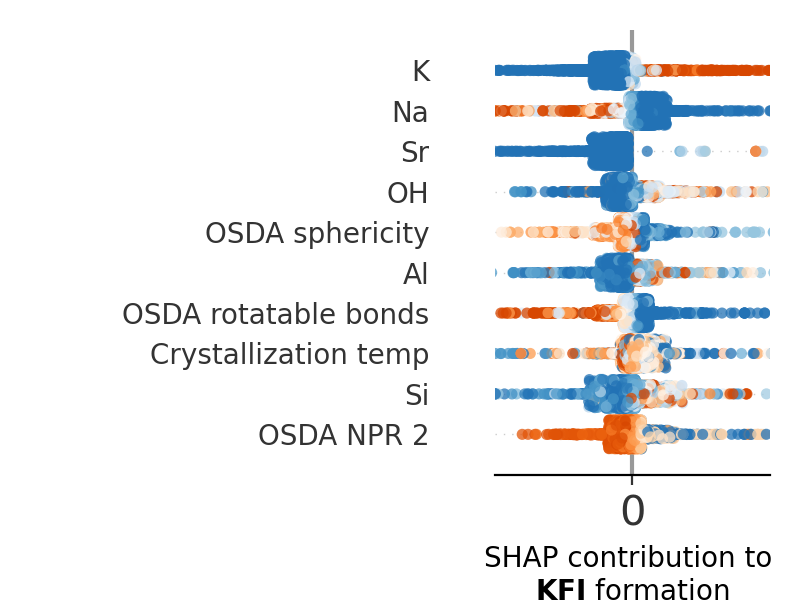 K
Na
Sr
OH
OSDA sphericity
Al
OSDA rotatable bonds
Crystallization temp
Si
OSDA NPR 2
0
SHAP contribution to
KFI formation